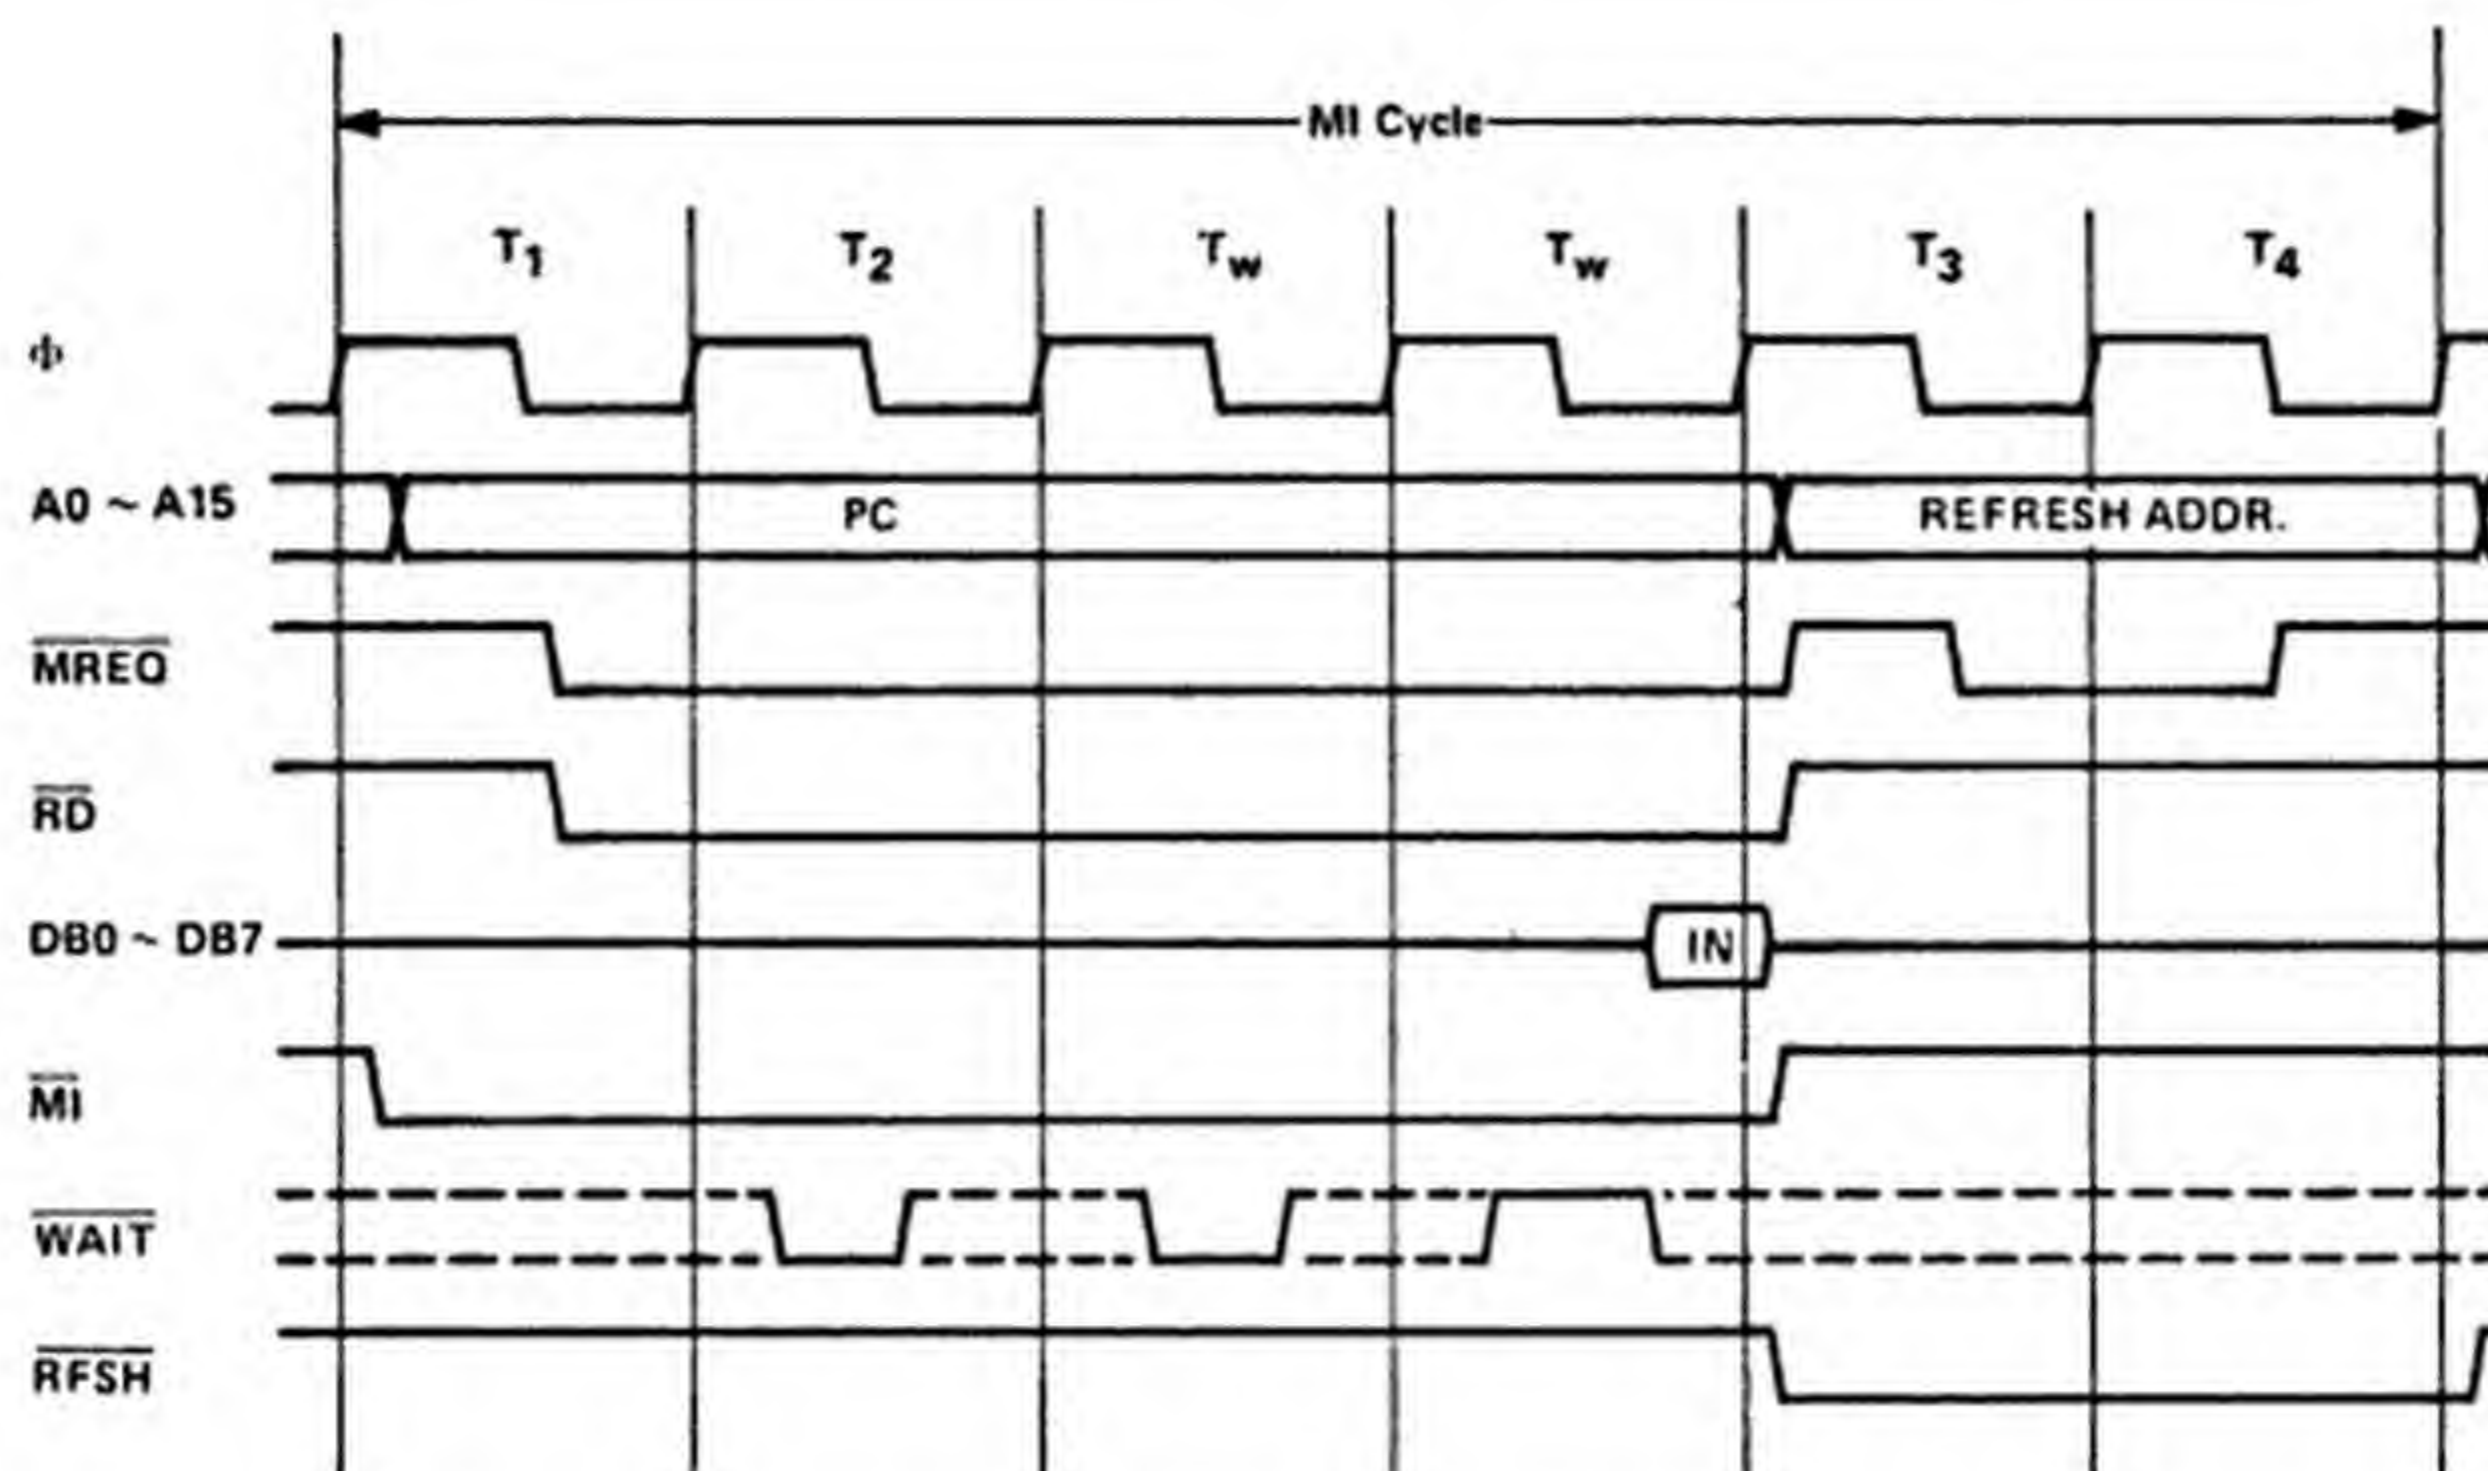 MI Cycle
T1 T2 Tw Tw T3 T4
Φ
A0 ~ A15 PC REFRESH ADDR.
MREQ
RD
DB0 ~ DB7 IN
MI
WAIT
RFSH